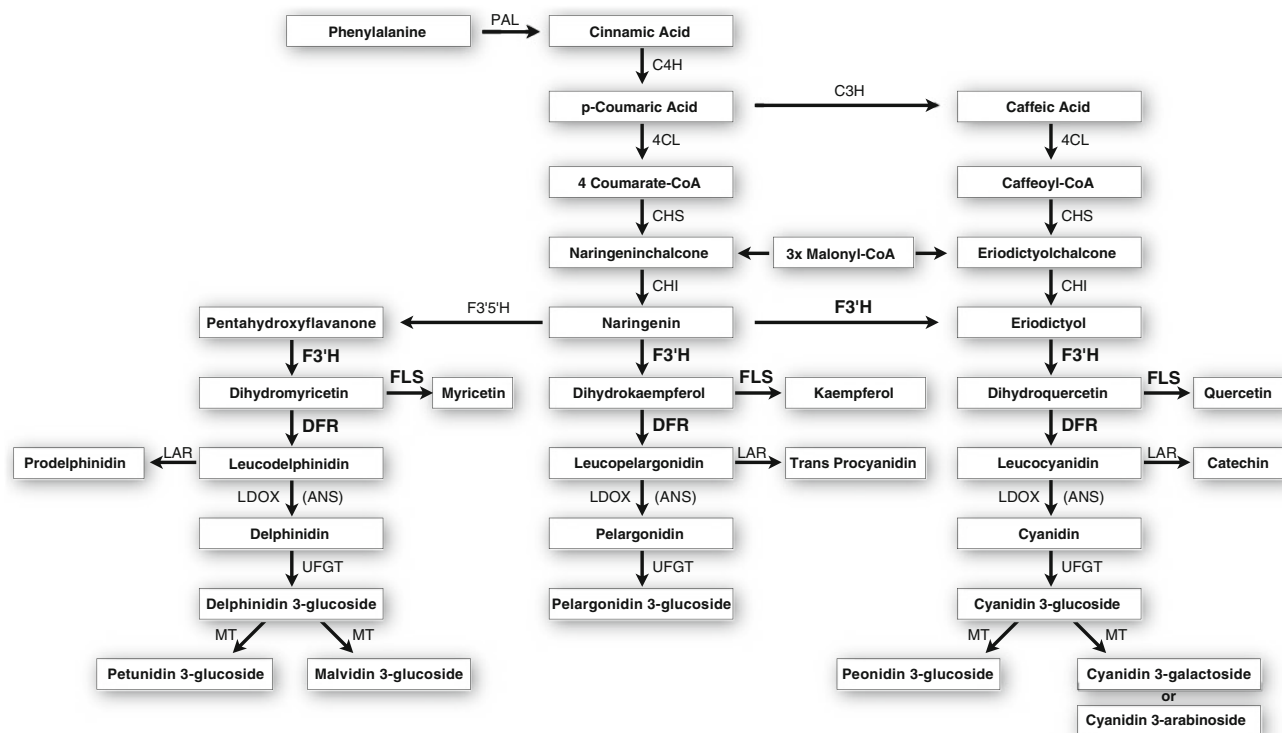 Phenylalanine PAL Cinnamic Acid
C4H
p-Coumaric Acid C3H Caffeic Acid
4CL 4CL
4 Coumarate-CoA Caffeoyl-CoA
CHS CHS
Naringeninchalcone 3x Malonyl-CoA Eriodictyolchalcone
CHI CHI
Pentahydroxyflavanone F3'5'H Naringenin F3'H Eriodictyol
F3'H F3'H F3'H
Dihydromyricetin FLS Myricetin Dihydrokaempferol FLS Kaempferol Dihydroquercetin FLS Quercetin
DFR DFR DFR
Prodelphinidin LAR Leucodelphinidin Leucopelargonidin LAR Trans Procyanidin Leucocyanidin LAR Catechin
LDOX (ANS) LDOX (ANS) LDOX (ANS)
Delphinidin Pelargonidin Cyanidin
UFGT UFGT UFGT
Delphinidin 3-glucoside Pelargonidin 3-glucoside Cyanidin 3-glucoside
MT MT MT MT
Petunidin 3-glucoside Malvidin 3-glucoside Peonidin 3-glucoside Cyanidin 3-galactoside
or
Cyanidin 3-arabinoside